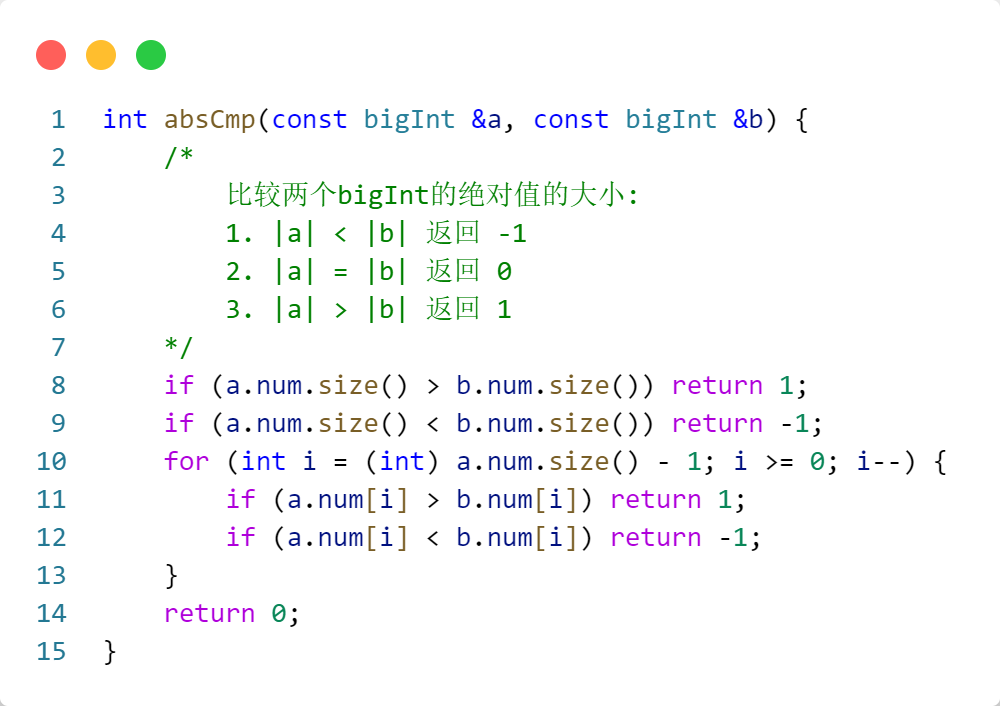 1 int absCmp(const bigInt &a, const bigInt &b) {
2     /*
3         比较两个bigInt的绝对值的大小:
4         1. |a| < |b| 返回 -1
5         2. |a| = |b| 返回 0
6         3. |a| > |b| 返回 1
7     */
8     if (a.num.size() > b.num.size()) return 1;
9     if (a.num.size() < b.num.size()) return -1;
10     for (int i = (int) a.num.size() - 1; i >= 0; i--) {
11         if (a.num[i] > b.num[i]) return 1;
12         if (a.num[i] < b.num[i]) return -1;
13     }
14     return 0;
15 }